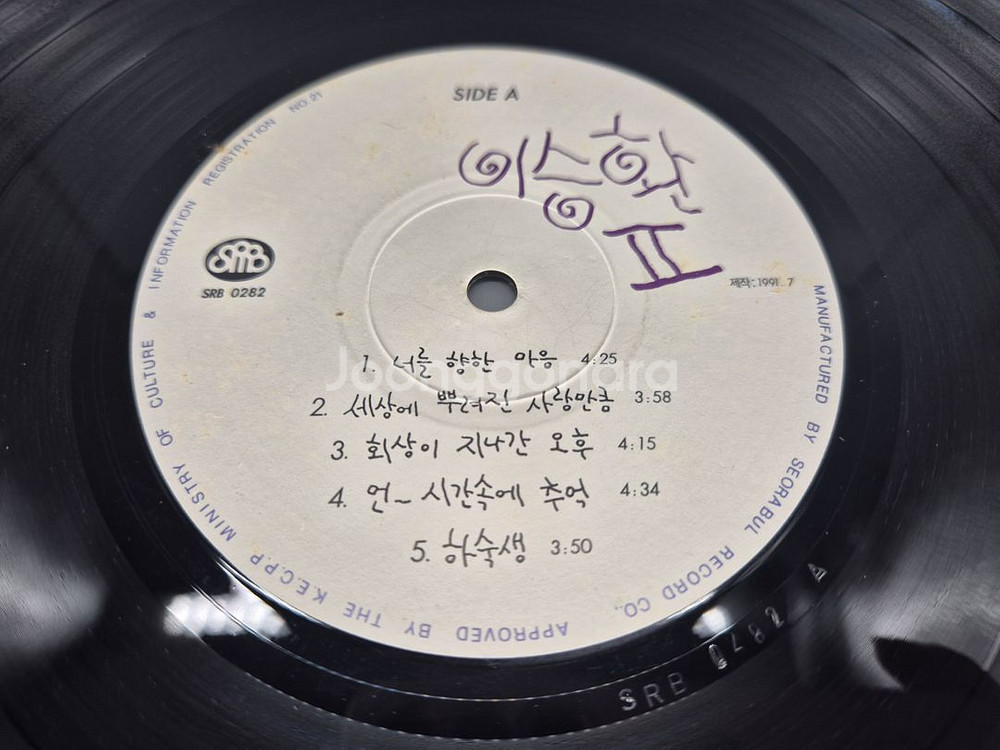 SIDE A
이승환
II
SRB
SRB 0282
제작: 1991. 7
1. 너를 향한 마음 4:25
2. 세상에 뿌려진 사랑만큼 3:58
3. 회상이 지나간 오후 4:15
4. 언~ 시간속에 추억 4:34
5. 하숙생 3:50
MANUFACTURED BY SEORABUL RECORD CO.,
APPROVED BY THE K.E.C.P.P MINISTRY OF CULTURE & INFORMATION REGISTRATION NO.21
SRB 0282 A
Joonggonara